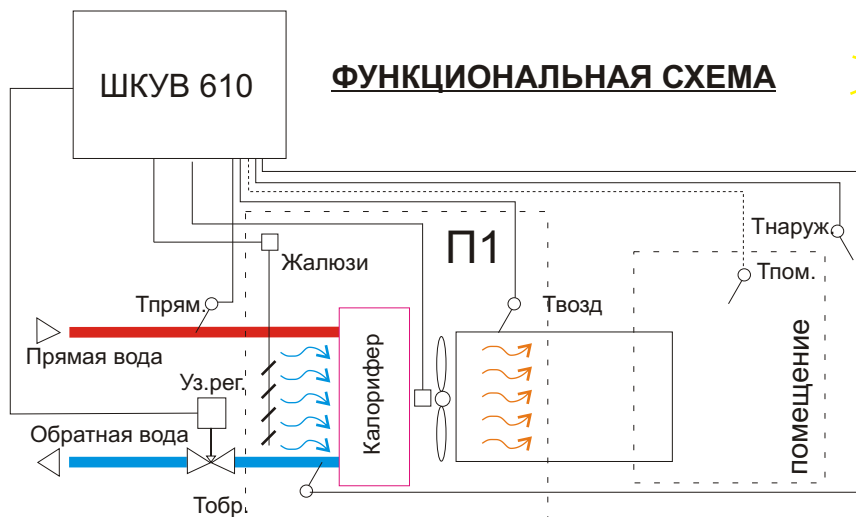 ШКУВ 610
ФУНКЦИОНАЛЬНАЯ СХЕМА
П1
Тнаруж.
Жалюзи
Тпом.
Тпрям.
Твозд
Прямая вода
Уз.рег.
Калорифер
помещение
Обратная вода
Тобр.